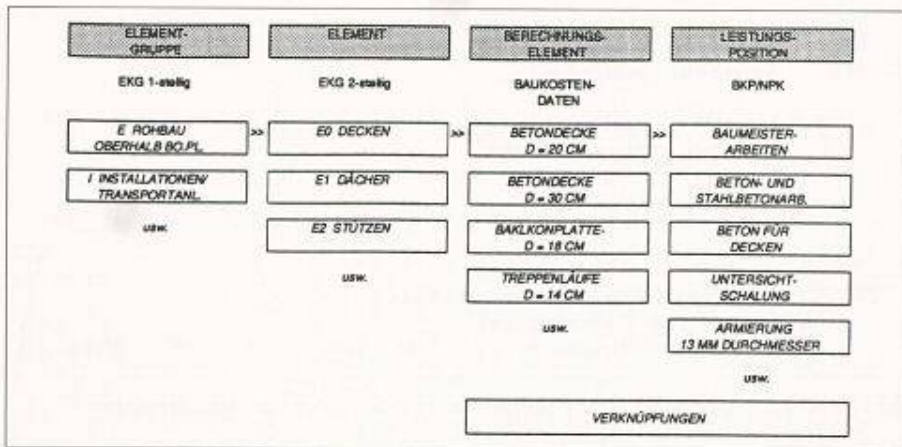 ELEMENT-
GRUPPE
EKG 1-stellig
E ROHBAU
OBERHALB BO.PL.
I INSTALLATIONEN/
TRANSPORTANL.
usw.
>>
ELEMENT
EKG 2-stellig
E0 DECKEN
E1 DÄCHER
E2 STÜTZEN
usw.
>>
BERECHNUNGS-
ELEMENT
BAUKOSTEN-
DATEN
BETONDECKE
D = 20 CM
BETONDECKE
D = 30 CM
BAKLKONPLATTE-
D = 18 CM
TREPPENLÄUFE
D = 14 CM
usw.
>>
LEISTUNGS-
POSITION
BKP/NPK
BAUMEISTER-
ARBEITEN
BETON- UND
STAHLBETONARB.
BETON FÜR
DECKEN
UNTERSICHT-
SCHALUNG
ARMIERUNG
13 MM DURCHMESSER
usw.
VERKNÜPFUNGEN